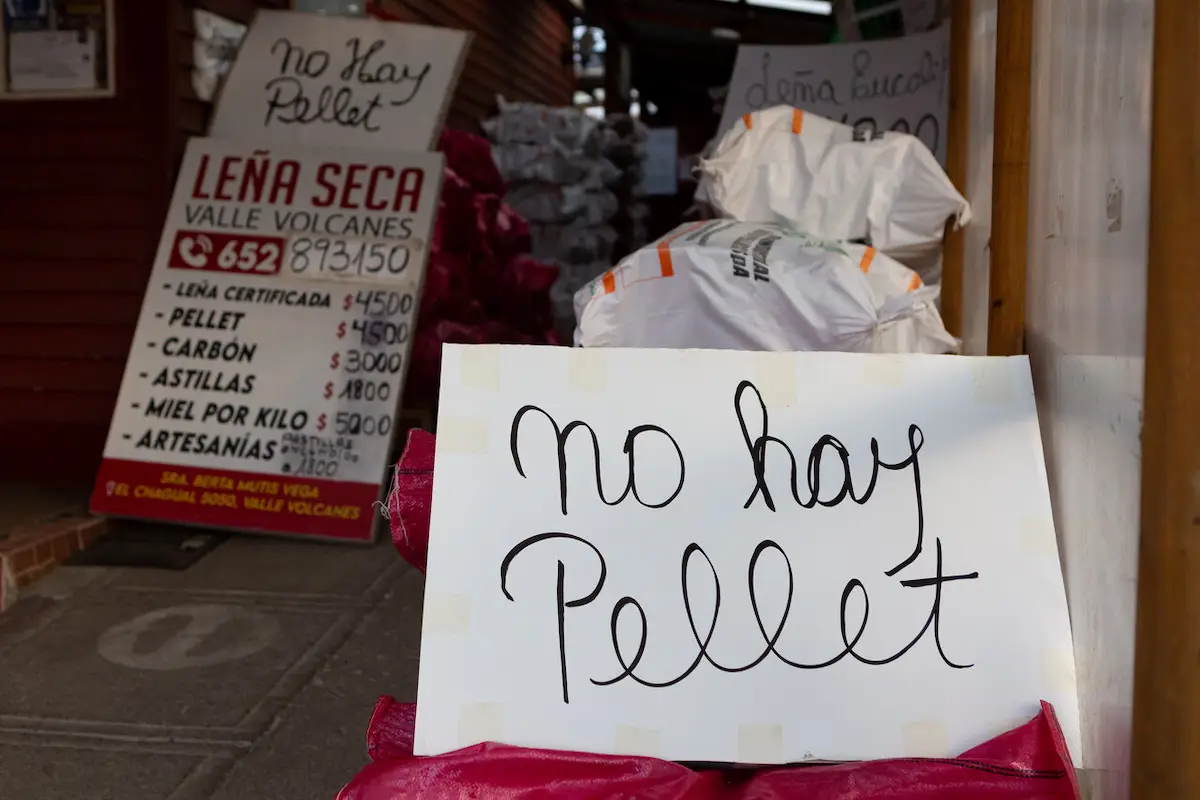 No Hay
Pellet
LEÑA SECA
VALLE VOLCANES
652 893150
- LEÑA CERTIFICADA $4500
- PELLET $4500
- CARBÓN $3000
- ASTILLAS $1800
- MIEL POR KILO $5000
- ARTESANÍAS
a 1800
SRA. BERTA MUTIS VEGA
EL CHAGUAL 5050, VALLE VOLCANES
Leña
No hay
Pellet